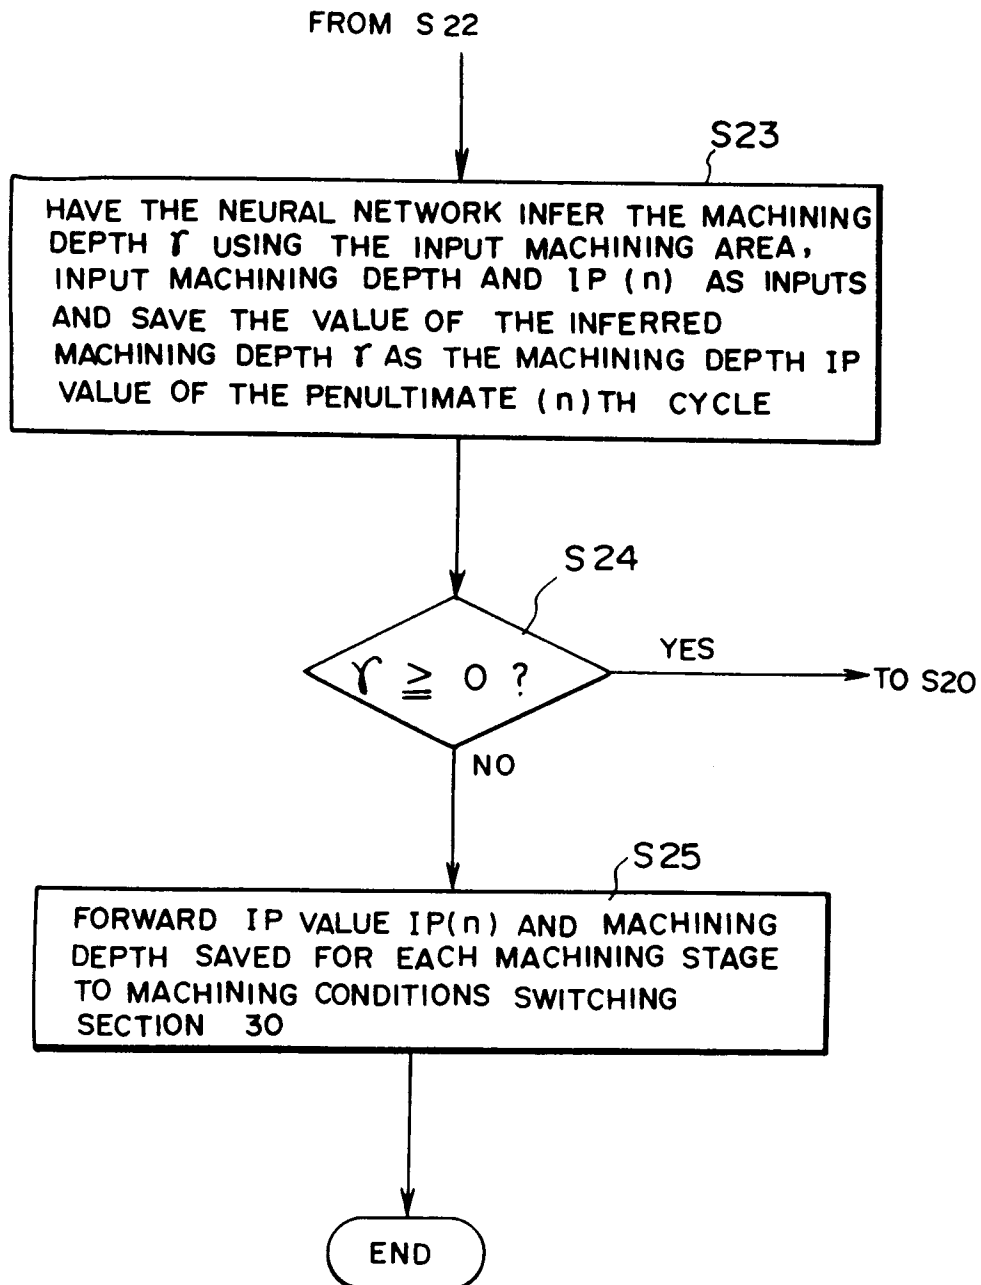 FROM S22
S23
HAVE THE NEURAL NETWORK INFER THE MACHINING
DEPTH γ USING THE INPUT MACHINING AREA,
INPUT MACHINING DEPTH AND IP (n) AS INPUTS
AND SAVE THE VALUE OF THE INFERRED
MACHINING DEPTH γ AS THE MACHINING DEPTH IP
VALUE OF THE PENULTIMATE (n)TH CYCLE
S24
γ ≧ 0 ?
YES
TO S20
NO
S25
FORWARD IP VALUE IP(n) AND MACHINING
DEPTH SAVED FOR EACH MACHINING STAGE
TO MACHINING CONDITIONS SWITCHING
SECTION 30
END